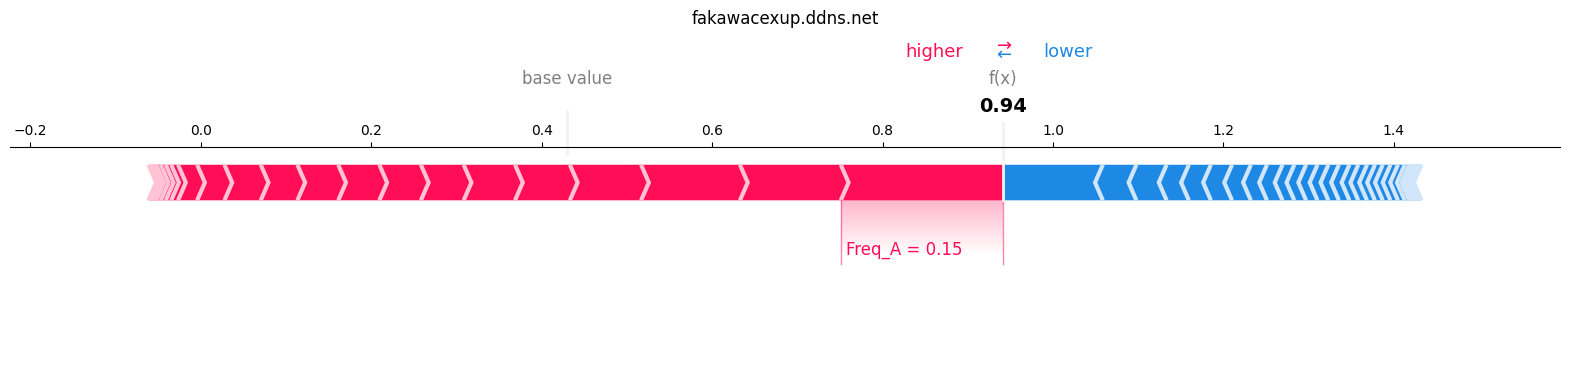 fakawacexup.ddns.net
higher → ← lower
base value f(x)
0.94
−0.2 0.0 0.2 0.4 0.6 0.8 1.0 1.2 1.4
Freq_A = 0.15